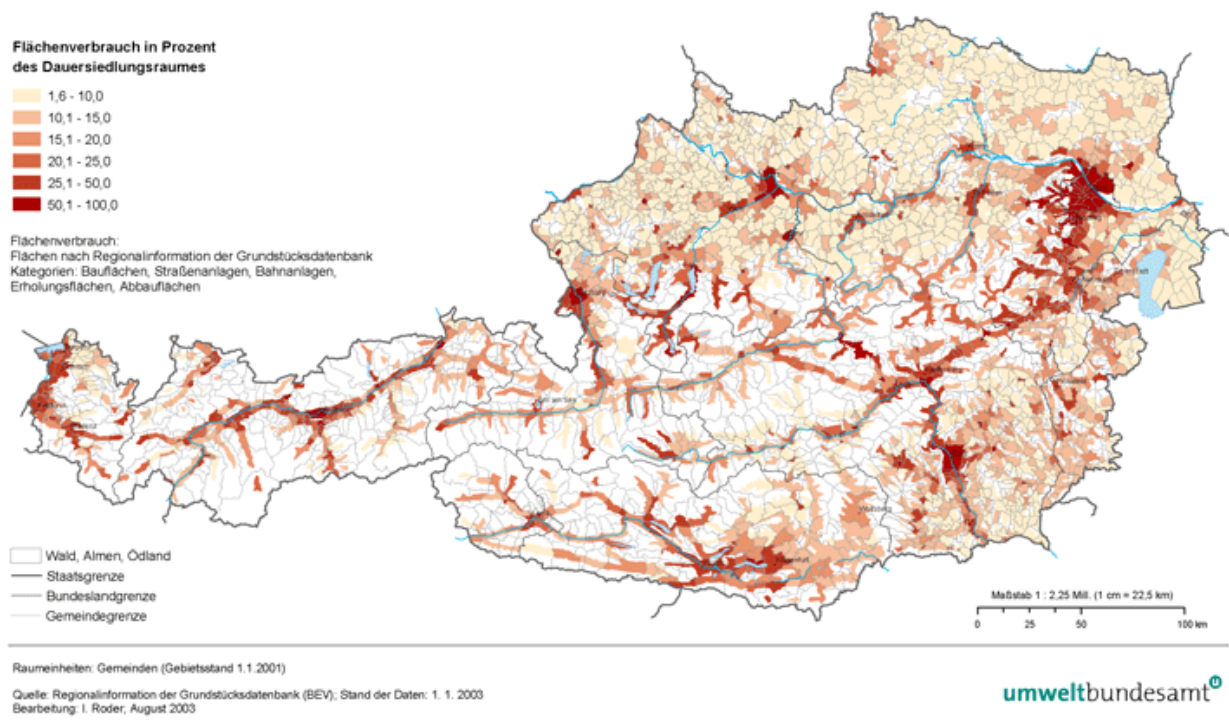 Flächenverbrauch in Prozent
des Dauersiedlungsraumes
1,6 - 10,0
10,1 - 15,0
15,1 - 20,0
20,1 - 25,0
25,1 - 50,0
50,1 - 100,0
Flächenverbrauch:
Flächen nach Regionalinformation der Grundstücksdatenbank
Kategorien: Bauflächen, Straßenanlagen, Bahnanlagen,
Erholungsflächen, Abbauflächen
Wald, Almen, Ödland
Staatsgrenze
Bundeslandgrenze
Gemeindegrenze
Maßstab 1 : 2,25 Mill. (1 cm = 22,5 km)
0 25 50 100 km
Raumeinheiten: Gemeinden (Gebietsstand 1.1.2001)
Quelle: Regionalinformation der Grundstücksdatenbank (BEV); Stand der Daten: 1. 1. 2003
Bearbeitung: I. Roder; August 2003
umweltbundesamt